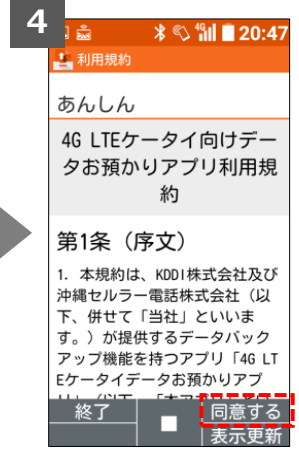 4
4G 20:47
利用規約
あんしん
4G LTEケータイ向けデー
タお預かりアプリ利用規
約
第1条（序文）
1. 本規約は、KDDI株式会社及び
沖縄セルラー電話株式会社（以
下、併せて「当社」といいま
す。）が提供するデータバック
アップ機能を持つアプリ「4G LT
Eケータイデータお預かりアプ
終了
同意する
表示更新